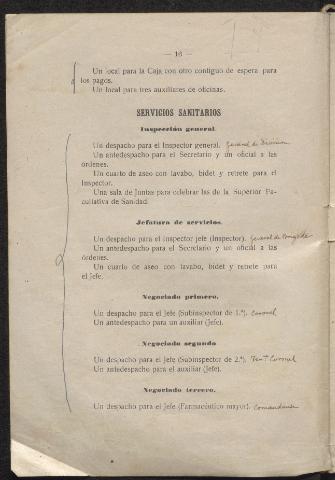 — 16 —
Un local para la Caja con otro contiguo de espera para
los pagos.
Un local para tres auxiliares de oficinas.
SERVICIOS SANITARIOS
Inspección general.
Un despacho para el Inspector general. General de Division
Un antedespacho para el Secretario y un oficial a las
órdenes.
Un cuarto de aseo con lavabo, bidet y retrete para el
Inspector.
Una sala de Juntas para celebrar las de la Superior Fa-
cultativa de Sanidad.
Jefatura de servicios.
Un despacho para el Inspector jefe (Inspector). General de Brigada
Un antedespacho para el Secretario y un oficial a las
órdenes.
Un cuarto de aseo con lavabo, bidet y retrete para
el Jefe.
Negociado primero.
Un despacho para el Jefe (Subinspector de 1.ª). Coronel
Un antedespacho para un auxiliar (Jefe).
Negociado segundo
Un despacho para el Jefe (Subinspector de 2.ª). Tente Coronel
Un antedespacho para el auxiliar (Jefe).
Negociado tercero.
Un despacho para el Jefe (Farmacéutico mayor). Comandante